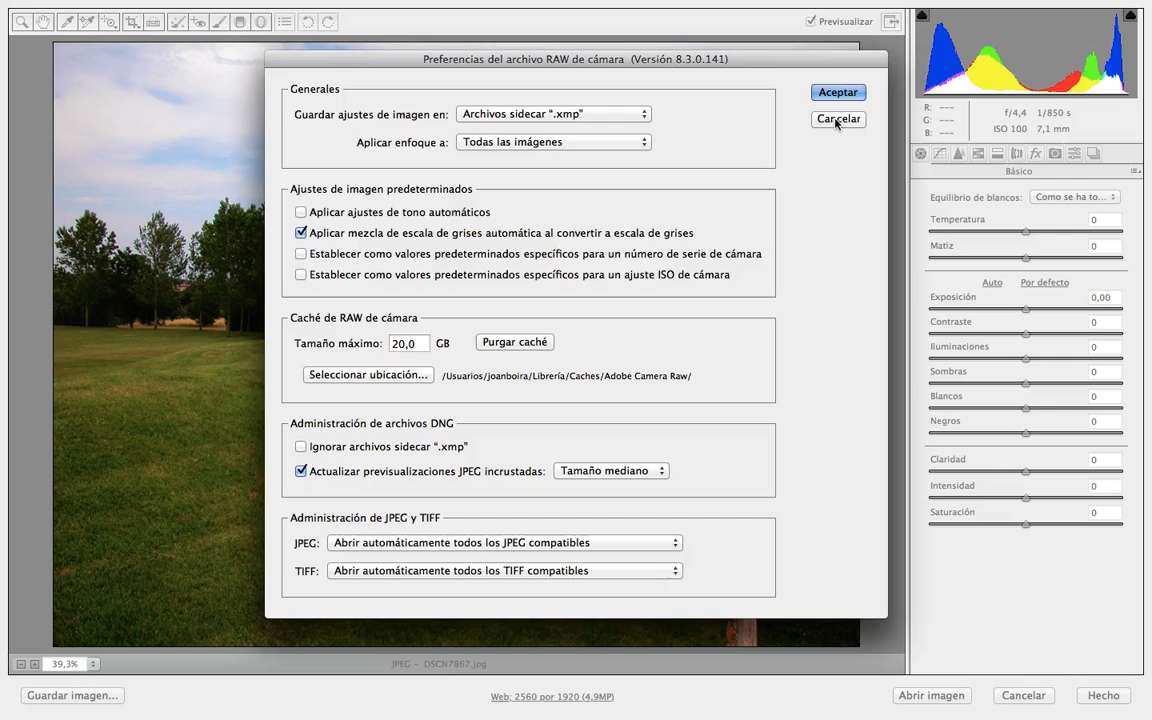 Previsualizar
Preferencias del archivo RAW de cámara (Versión 8.3.0.141)
Generales
Guardar ajustes de imagen en: Archivos sidecar “.xmp”
Aplicar enfoque a: Todas las imágenes
Aceptar
Cancelar
Ajustes de imagen predeterminados
Aplicar ajustes de tono automáticos
Aplicar mezcla de escala de grises automática al convertir a escala de grises
Establecer como valores predeterminados específicos para un número de serie de cámara
Establecer como valores predeterminados específicos para un ajuste ISO de cámara
Caché de RAW de cámara
Tamaño máximo: 20,0 GB Purgar caché
Seleccionar ubicación... /Usuarios/joanboira/Librería/Caches/Adobe Camera Raw/
Administración de archivos DNG
Ignorar archivos sidecar “.xmp”
Actualizar previsualizaciones JPEG incrustadas: Tamaño mediano
Administración de JPEG y TIFF
JPEG: Abrir automáticamente todos los JPEG compatibles
TIFF: Abrir automáticamente todos los TIFF compatibles
R: ---
G: ---
B: ---
f/4,4 1/850 s
ISO 100 7,1 mm
fx
Básico
Equilibrio de blancos: Como se ha to...
Temperatura 0
Matiz 0
Auto Por defecto
Exposición 0,00
Contraste 0
Iluminaciones 0
Sombras 0
Blancos 0
Negros 0
Claridad 0
Intensidad 0
Saturación 0
39,3%
JPEG – DSCN7867.jpg
Guardar imagen...
Web; 2560 por 1920 (4,9MP)
Abrir imagen
Cancelar
Hecho